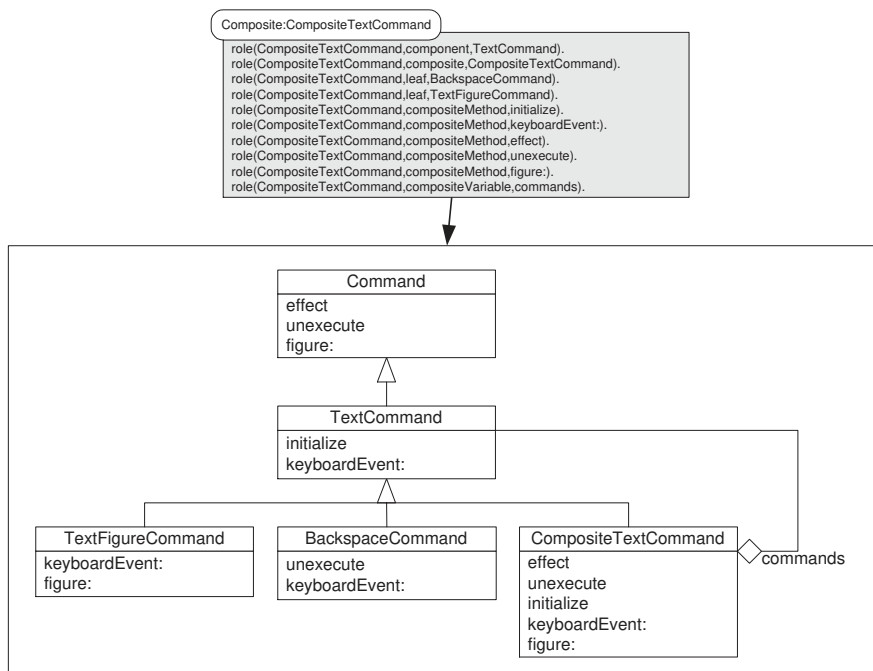 Composite:CompositeTextCommand
role(CompositeTextCommand,component,TextCommand).
role(CompositeTextCommand,composite,CompositeTextCommand).
role(CompositeTextCommand,leaf,BackspaceCommand).
role(CompositeTextCommand,leaf,TextFigureCommand).
role(CompositeTextCommand,compositeMethod,initialize).
role(CompositeTextCommand,compositeMethod,keyboardEvent:).
role(CompositeTextCommand,compositeMethod,effect).
role(CompositeTextCommand,compositeMethod,unexecute).
role(CompositeTextCommand,compositeMethod,figure:).
role(CompositeTextCommand,compositeVariable,commands).
Command
effect
unexecute
figure:
TextCommand
initialize
keyboardEvent:
TextFigureCommand
keyboardEvent:
figure:
BackspaceCommand
unexecute
keyboardEvent:
CompositeTextCommand
effect
unexecute
initialize
keyboardEvent:
figure:
commands